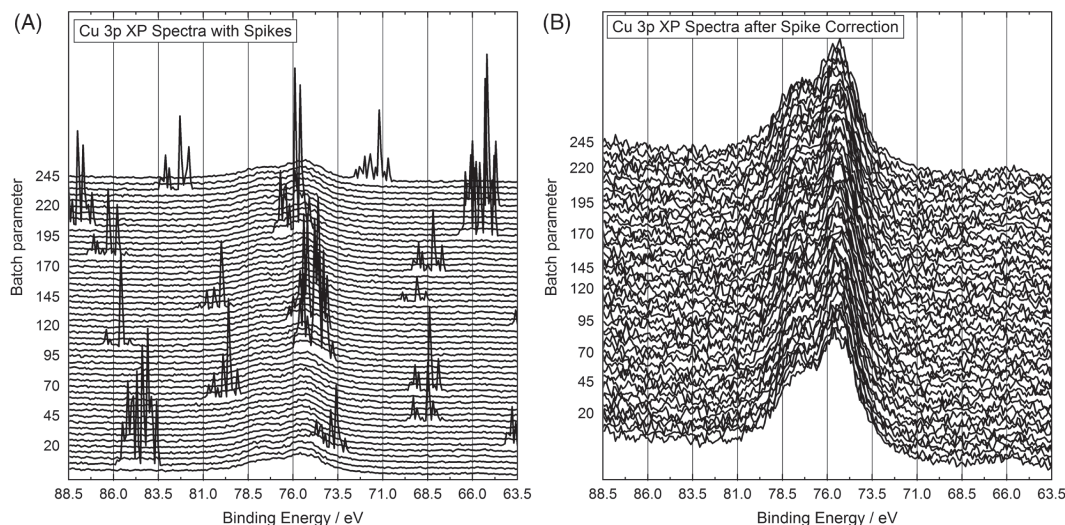 (A)
Cu 3p XP Spectra with Spikes
Batch parameter
245
220
195
170
145
120
95
70
45
20
88.5 86.0 83.5 81.0 78.5 76.0 73.5 71.0 68.5 66.0 63.5
Binding Energy / eV
(B)
Cu 3p XP Spectra after Spike Correction
Batch parameter
245
220
195
170
145
120
95
70
45
20
88.5 86.0 83.5 81.0 78.5 76.0 73.5 71.0 68.5 66.0 63.5
Binding Energy / eV